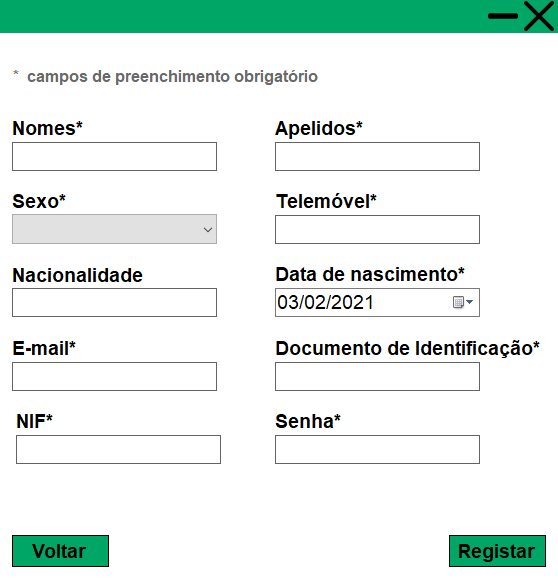 * campos de preenchimento obrigatório
Nomes*
Apelidos*
Sexo*
Telemóvel*
Nacionalidade
Data de nascimento*
03/02/2021
E-mail*
Documento de Identificação*
NIF*
Senha*
Voltar
Registar